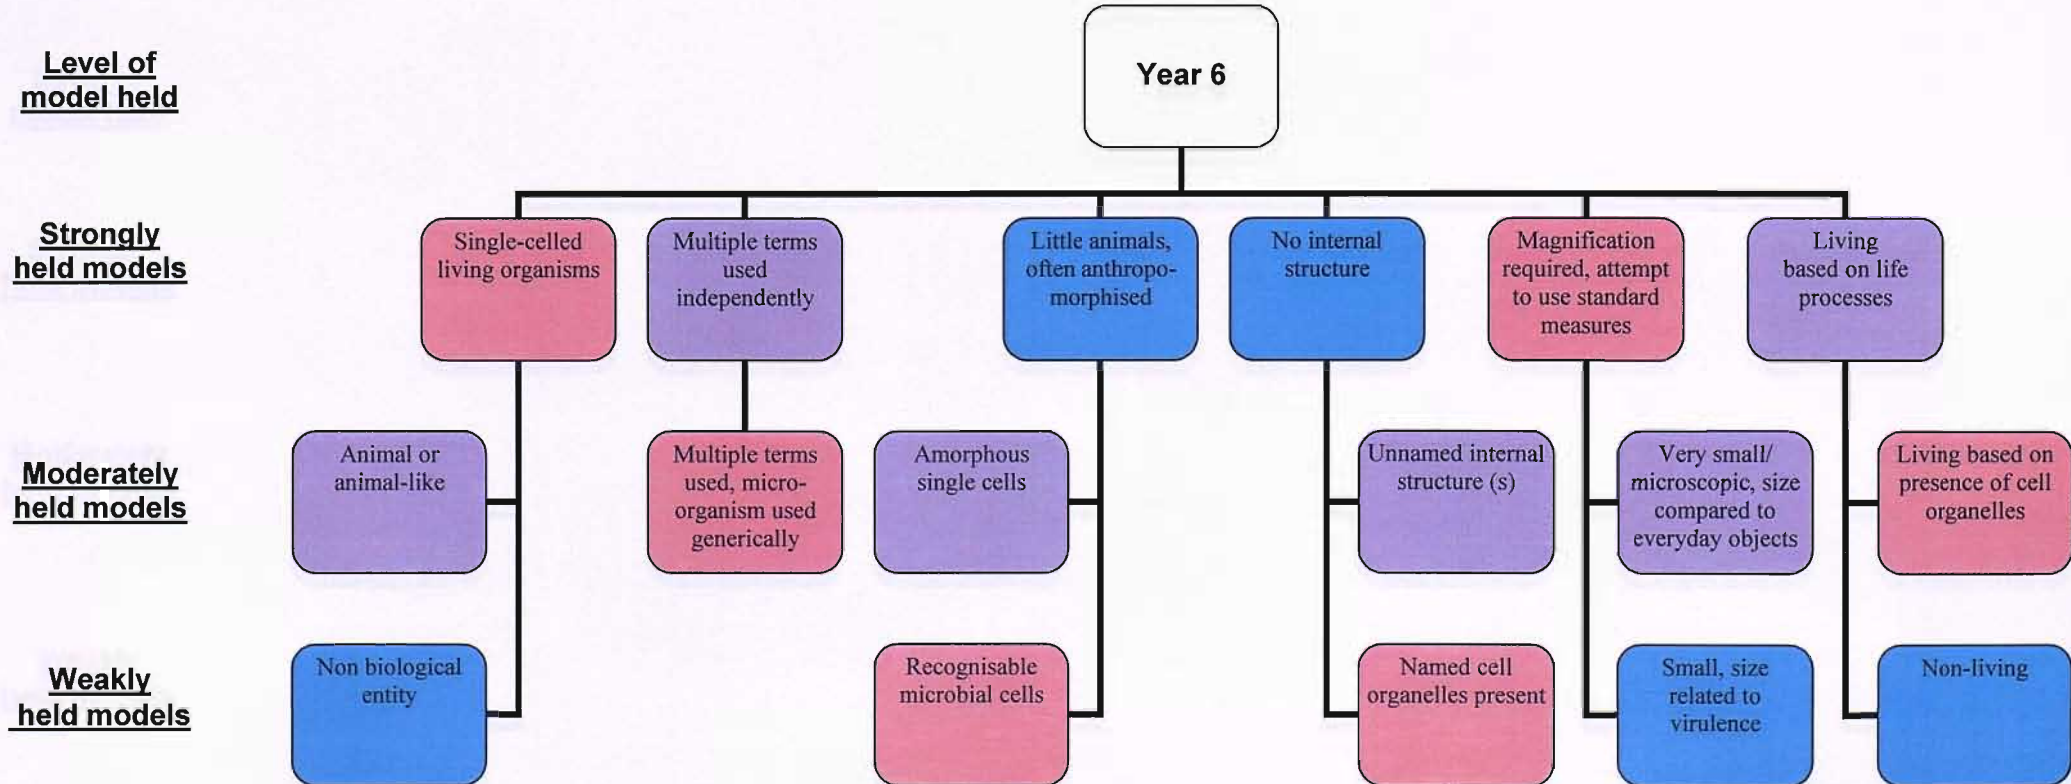 Level of
model held
Year 6
Strongly
held models
Single-celled
living organisms
Multiple terms
used
independently
Little animals,
often anthropo-
morphised
No internal
structure
Magnification
required, attempt
to use standard
measures
Living
based on life
processes
Moderately
held models
Animal or
animal-like
Multiple terms
used, micro-
organism used
generically
Amorphous
single cells
Unnamed internal
structure (s)
Very small/
microscopic, size
compared to
everyday objects
Living based on
presence of cell
organelles
Weakly
held models
Non biological
entity
Recognisable
microbial cells
Named cell
organelles present
Small, size
related to
virulence
Non-living